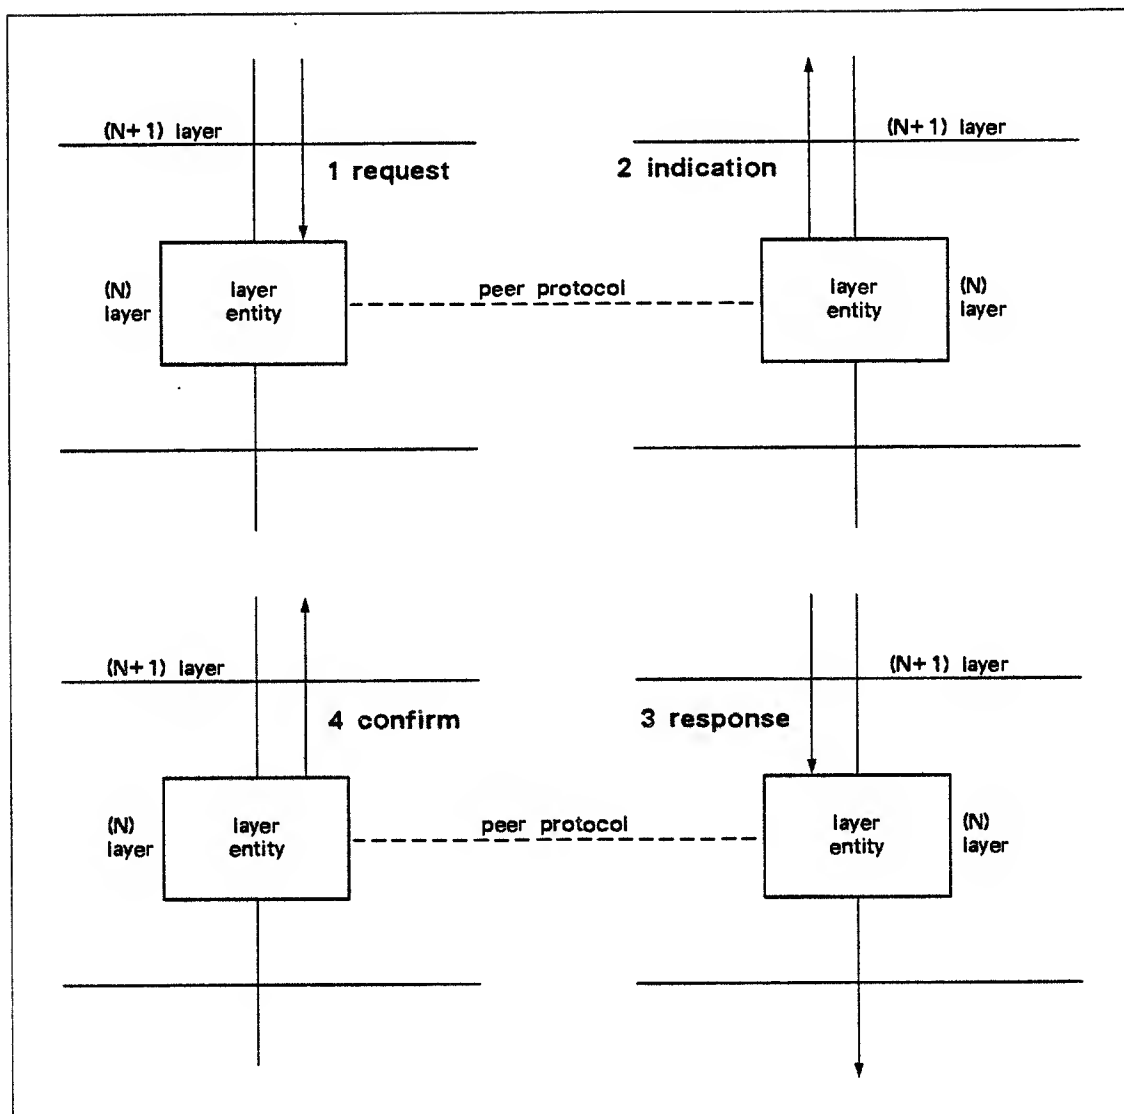 (N+1) layer
(N+1) layer
1 request
2 indication
(N)
layer
layer
entity
peer protocol
layer
entity
(N)
layer
(N+1) layer
(N+1) layer
4 confirm
3 response
(N)
layer
layer
entity
peer protocol
layer
entity
(N)
layer